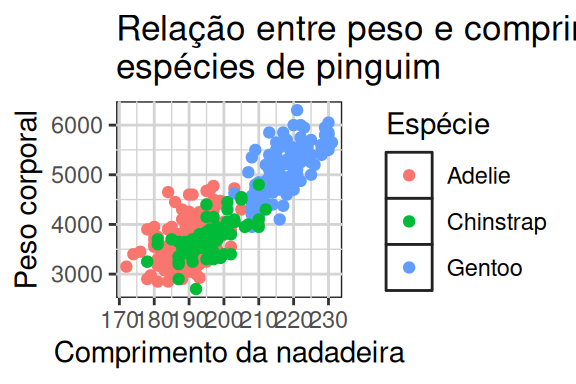 Relação entre peso e
espécies de pinguim
Peso corporal
6000
5000
4000
3000
170 180 190 200 210 220 230
Comprimento da nadadeira
Espécie
Adelie
Chinstrap
Gentoo